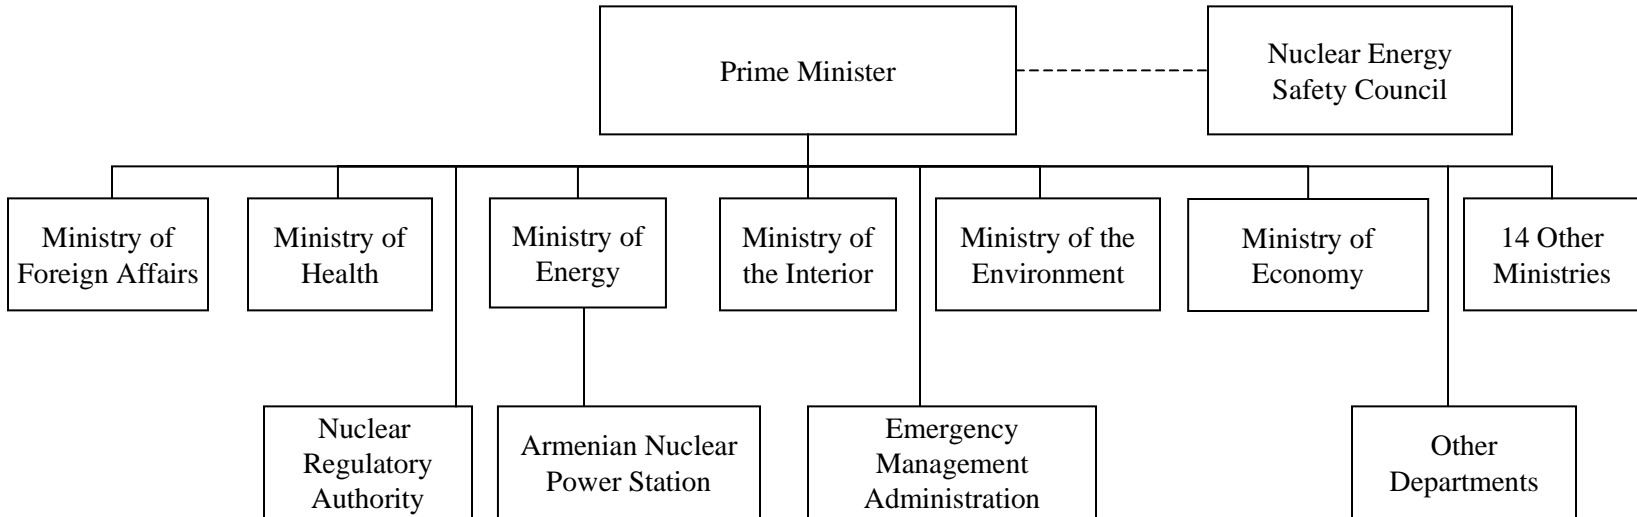 Prime Minister
Nuclear Energy
Safety Council
Ministry of
Foreign Affairs
Ministry of
Health
Ministry of
Energy
Ministry of
the Interior
Ministry of the
Environment
Ministry of
Economy
14 Other
Ministries
Nuclear
Regulatory
Authority
Armenian Nuclear
Power Station
Emergency
Management
Administration
Other
Departments